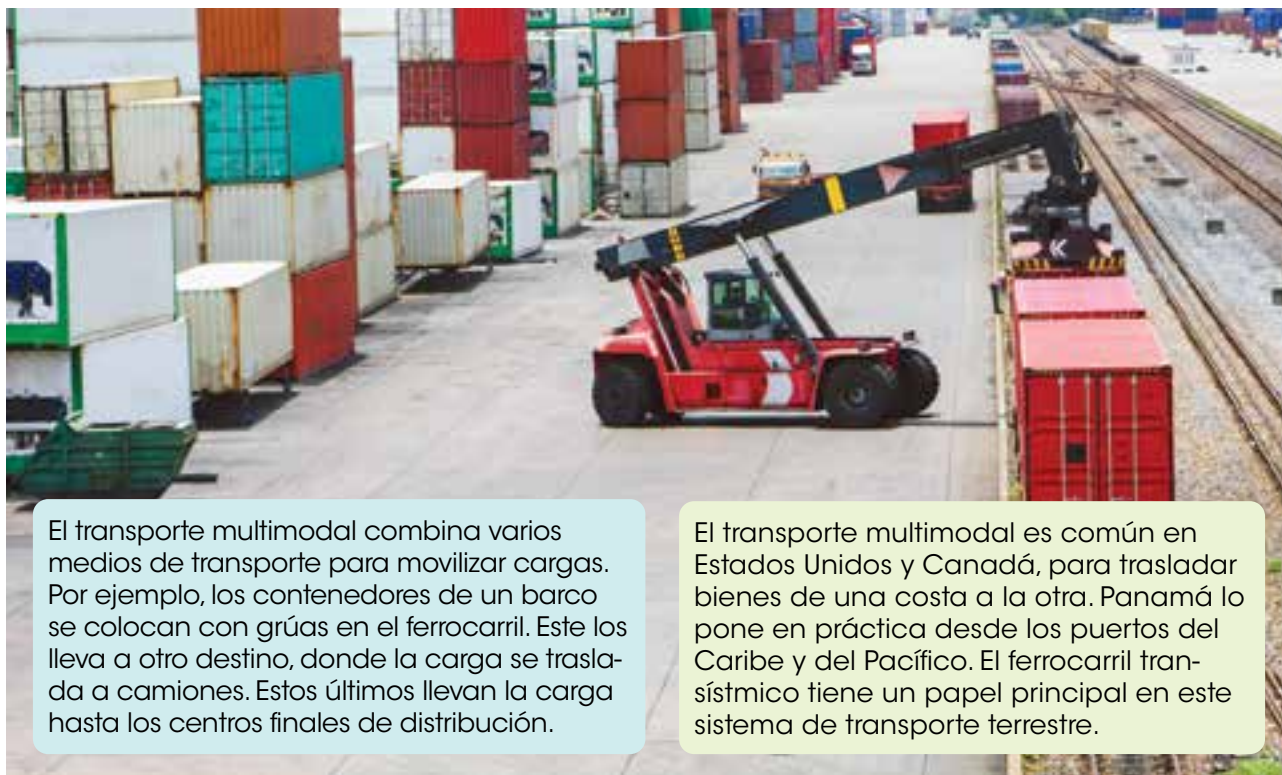 El transporte multimodal combina varios
medios de transporte para movilizar cargas.
Por ejemplo, los contenedores de un barco
se colocan con grúas en el ferrocarril. Este los
lleva a otro destino, donde la carga se trasla-
da a camiones. Estos últimos llevan la carga
hasta los centros finales de distribución.
El transporte multimodal es común en
Estados Unidos y Canadá, para trasladar
bienes de una costa a la otra. Panamá lo
pone en práctica desde los puertos del
Caribe y del Pacífico. El ferrocarril tran-
sístmico tiene un papel principal en este
sistema de transporte terrestre.
K